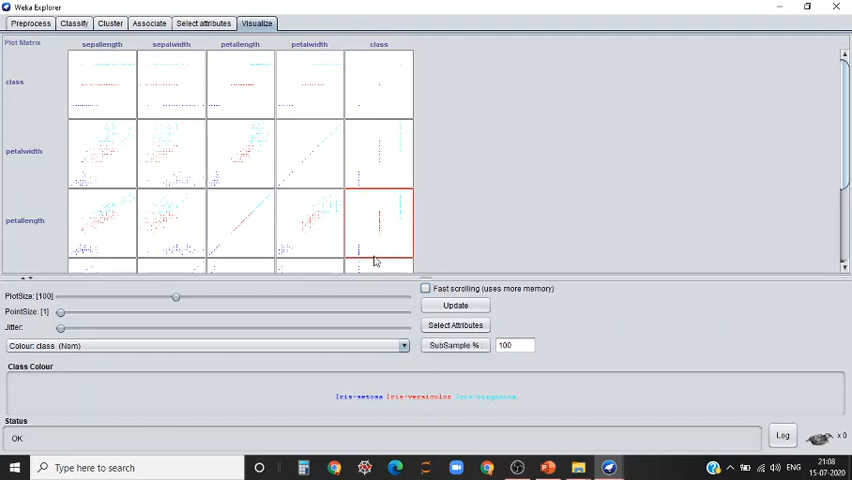 Weka Explorer
Preprocess Classify Cluster Associate Select attributes Visualize
Plot Matrix sepallength sepalwidth petallength petalwidth class
class
petalwidth
petallength
PlotSize: [100]
PointSize: [1]
Jitter:
Colour: class (Nom)
Fast scrolling (uses more memory)
Update
Select Attributes
SubSample % : 100
Class Colour
Iris-setosa Iris-versicolor Iris-virginica
Status
OK
Log x 0
Type here to search
ENG
21:08
15-07-2020